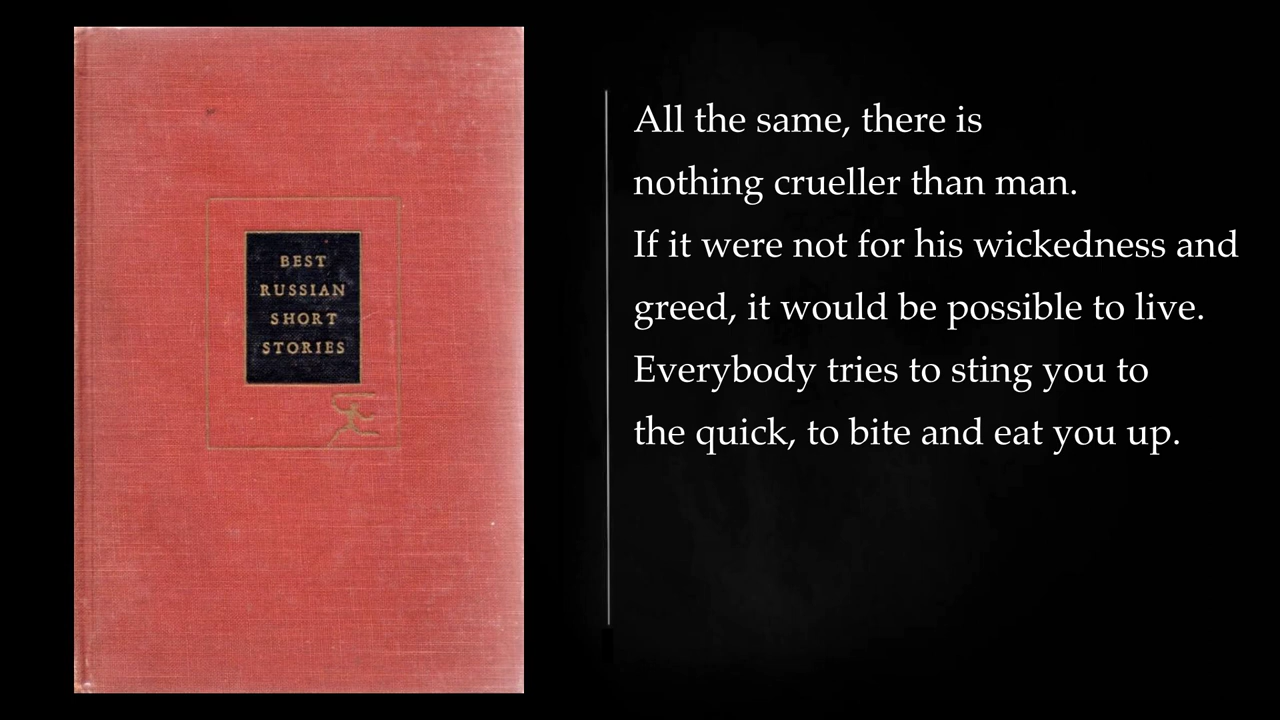 BEST
RUSSIAN
SHORT
STORIES
All the same, there is
nothing crueller than man.
If it were not for his wickedness and
greed, it would be possible to live.
Everybody tries to sting you to
the quick, to bite and eat you up.